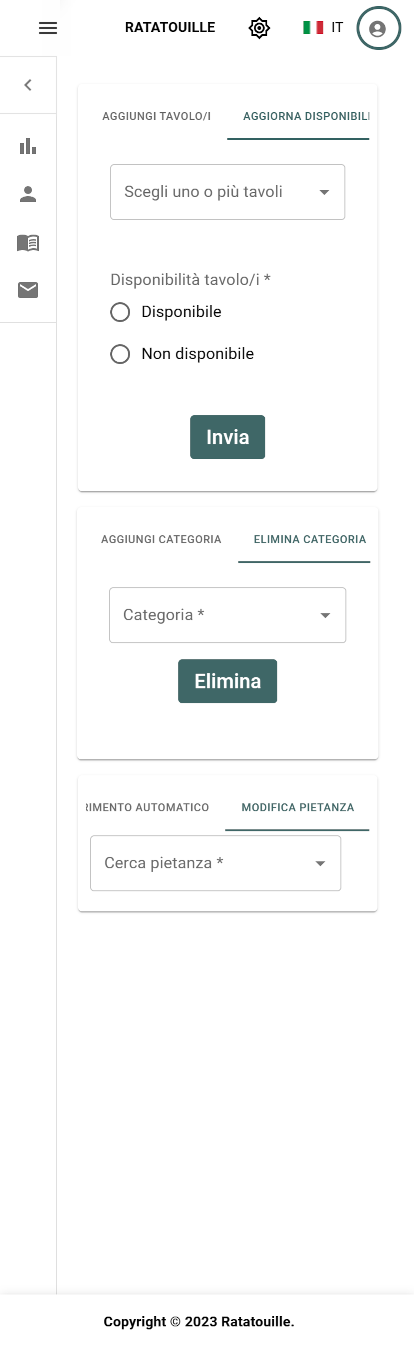 RATATOUILLE
IT
AGGIUNGI TAVOLO/I
AGGIORNA DISPONIBILI
Scegli uno o più tavoli
Disponibilità tavolo/i *
Disponibile
Non disponibile
Invia
AGGIUNGI CATEGORIA
ELIMINA CATEGORIA
Categoria *
Elimina
RIMENTO AUTOMATICO
MODIFICA PIETANZA
Cerca pietanza *
Copyright © 2023 Ratatouille.